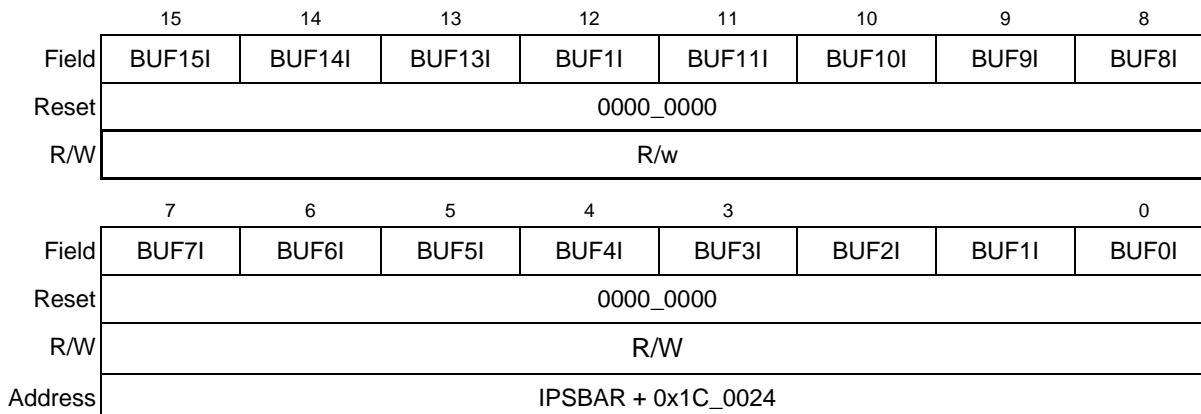 15 14 13 12 11 10 9 8
Field BUF15I BUF14I BUF13I BUF1I BUF11I BUF10I BUF9I BUF8I
Reset 0000_0000
R/W R/w
7 6 5 4 3 0
Field BUF7I BUF6I BUF5I BUF4I BUF3I BUF2I BUF1I BUF0I
Reset 0000_0000
R/W R/W
Address IPSBAR + 0x1C_0024